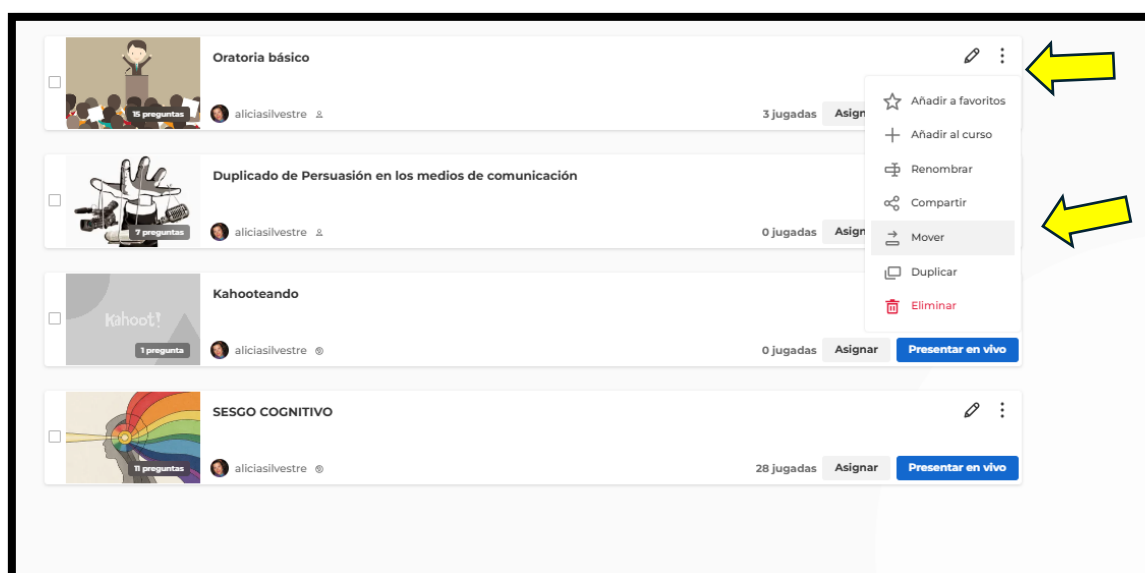 Oratoria básico
15 preguntas
aliciasilvestre
3 jugadas Asign
Añadir a favoritos
Añadir al curso
Renombrar
Compartir
Mover
Duplicar
Eliminar
Duplicado de Persuasión en los medios de comunicación
7 preguntas
aliciasilvestre
0 jugadas Asign
Kahooteando
Kahoot!
1 pregunta
aliciasilvestre
0 jugadas Asignar Presentar en vivo
SESGO COGNITIVO
11 preguntas
aliciasilvestre
28 jugadas Asignar Presentar en vivo